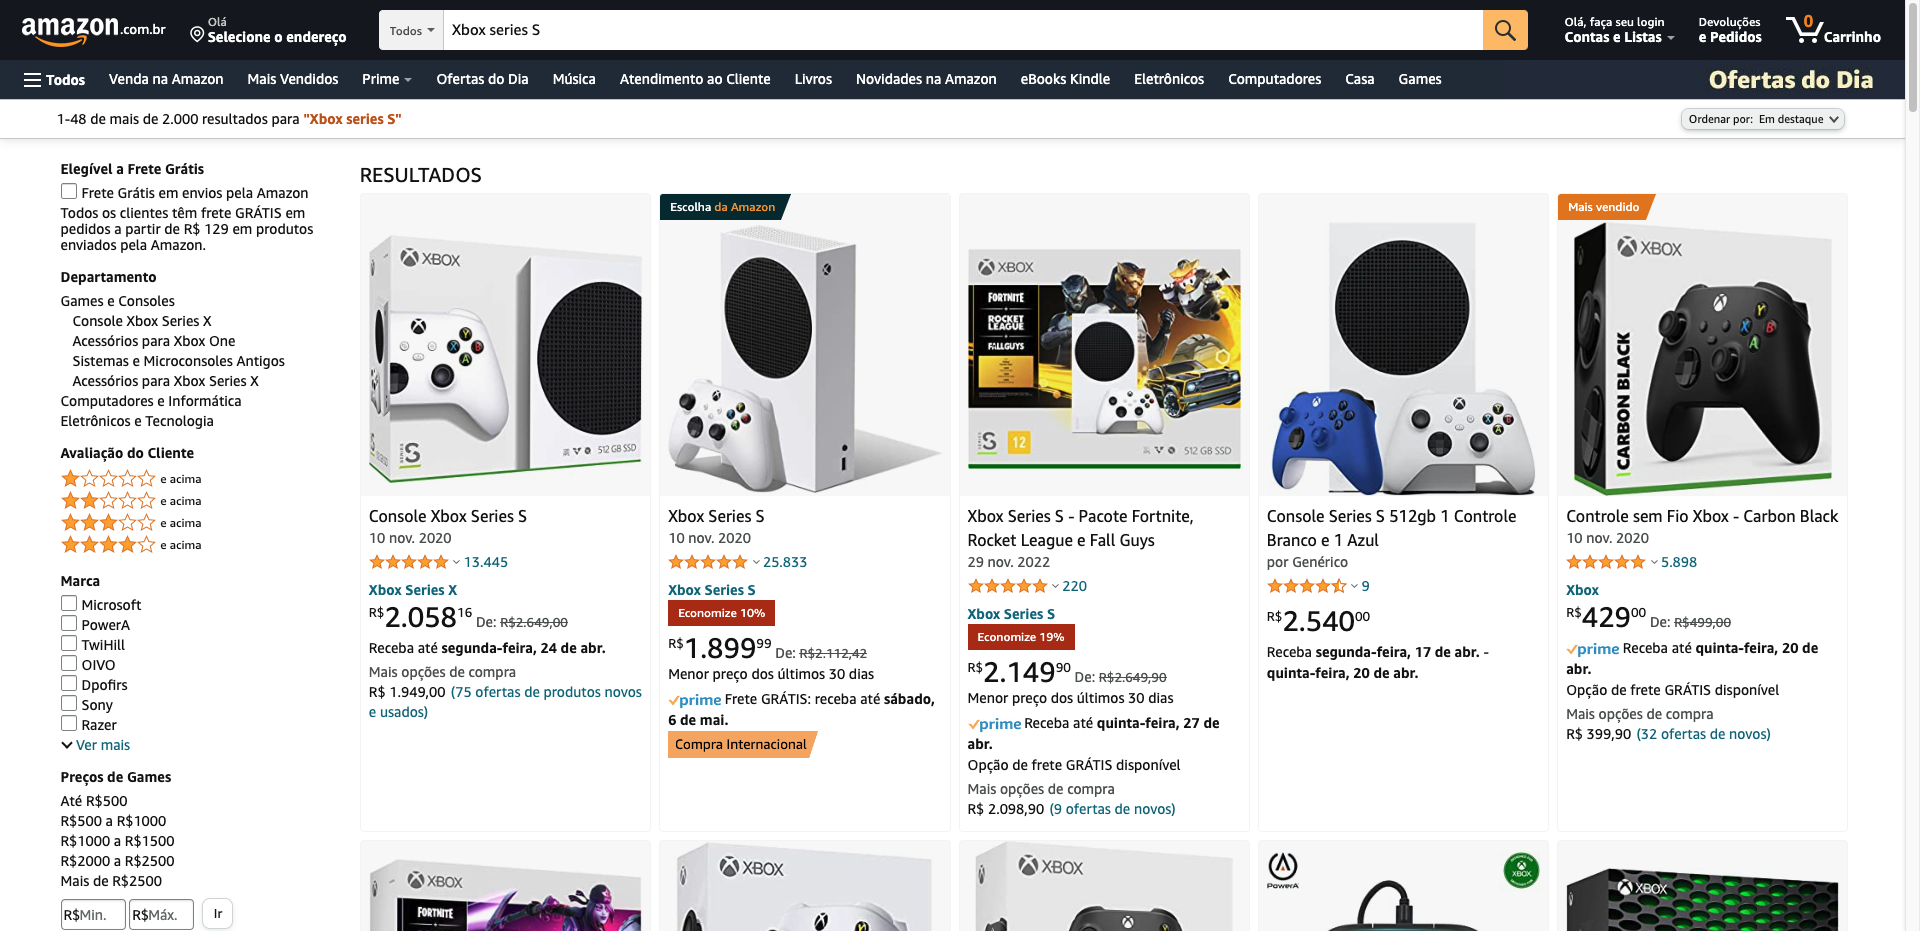 amazon.com.br
Olá
Selecione o endereço
Todos
Xbox series S
Olá, faça seu login
Contas e Listas
Devoluções
e Pedidos
0
Carrinho
Todos
Venda na Amazon
Mais Vendidos
Prime
Ofertas do Dia
Música
Atendimento ao Cliente
Livros
Novidades na Amazon
eBooks Kindle
Eletrônicos
Computadores
Casa
Games
Ofertas do Dia
1-48 de mais de 2.000 resultados para "Xbox series S"
Ordenar por: Em destaque
Elegível a Frete Grátis
Frete Grátis em envios pela Amazon
Todos os clientes têm frete GRÁTIS em
pedidos a partir de R$ 129 em produtos
enviados pela Amazon.
Departamento
Games e Consoles
Console Xbox Series X
Acessórios para Xbox One
Sistemas e Microconsoles Antigos
Acessórios para Xbox Series X
Computadores e Informática
Eletrônicos e Tecnologia
Avaliação do Cliente
e acima
e acima
e acima
e acima
Marca
Microsoft
PowerA
TwiHill
OIVO
Dpofirs
Sony
Razer
Ver mais
Preços de Games
Até R$500
R$500 a R$1000
R$1000 a R$1500
R$2000 a R$2500
Mais de R$2500
R$Min.
R$Máx.
Ir
RESULTADOS
XBOX
Y
X
B
A
SERIES
S
512 GB SSD
Console Xbox Series S
10 nov. 2020
13.445
Xbox Series X
R$2.05816 De: R$2.649,00
Receba até segunda-feira, 24 de abr.
Mais opções de compra
R$ 1.949,00 (75 ofertas de produtos novos
e usados)
Escolha da Amazon
Xbox Series S
10 nov. 2020
25.833
Xbox Series S
Economize 10%
R$1.89999 De: R$2.112,42
Menor preço dos últimos 30 dias
prime Frete GRÁTIS: receba até sábado,
6 de mai.
Compra Internacional
XBOX
FORTNITE
ROCKET
LEAGUE
FALL GUYS
SERIES
S
12
512 GB SSD
Xbox Series S - Pacote Fortnite,
Rocket League e Fall Guys
29 nov. 2022
220
Xbox Series S
Economize 19%
R$2.14990 De: R$2.649,90
Menor preço dos últimos 30 dias
prime Receba até quinta-feira, 27 de
abr.
Opção de frete GRÁTIS disponível
Mais opções de compra
R$ 2.098,90 (9 ofertas de novos)
Console Series S 512gb 1 Controle
Branco e 1 Azul
por Genérico
9
R$2.54000
Receba segunda-feira, 17 de abr. -
quinta-feira, 20 de abr.
Mais vendido
XBOX
Y
X
B
A
CARBON BLACK
Controle sem Fio Xbox - Carbon Black
10 nov. 2020
5.898
Xbox
R$42900 De: R$499,00
prime Receba até quinta-feira, 20 de
abr.
Opção de frete GRÁTIS disponível
Mais opções de compra
R$ 399,90 (32 ofertas de novos)
XBOX
FORTNITE
XBOX
XBOX
POWERA
XBOX
XBOX